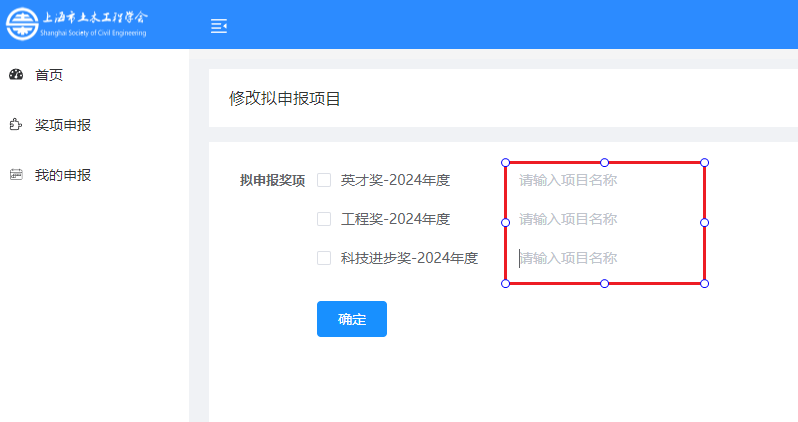 上海市土木工程学会
Shanghai Society of Civil Engineering
首页
奖项申报
我的申报
修改拟申报项目
拟申报奖项 英才奖-2024年度 请输入项目名称
工程奖-2024年度 请输入项目名称
科技进步奖-2024年度 请输入项目名称
确定